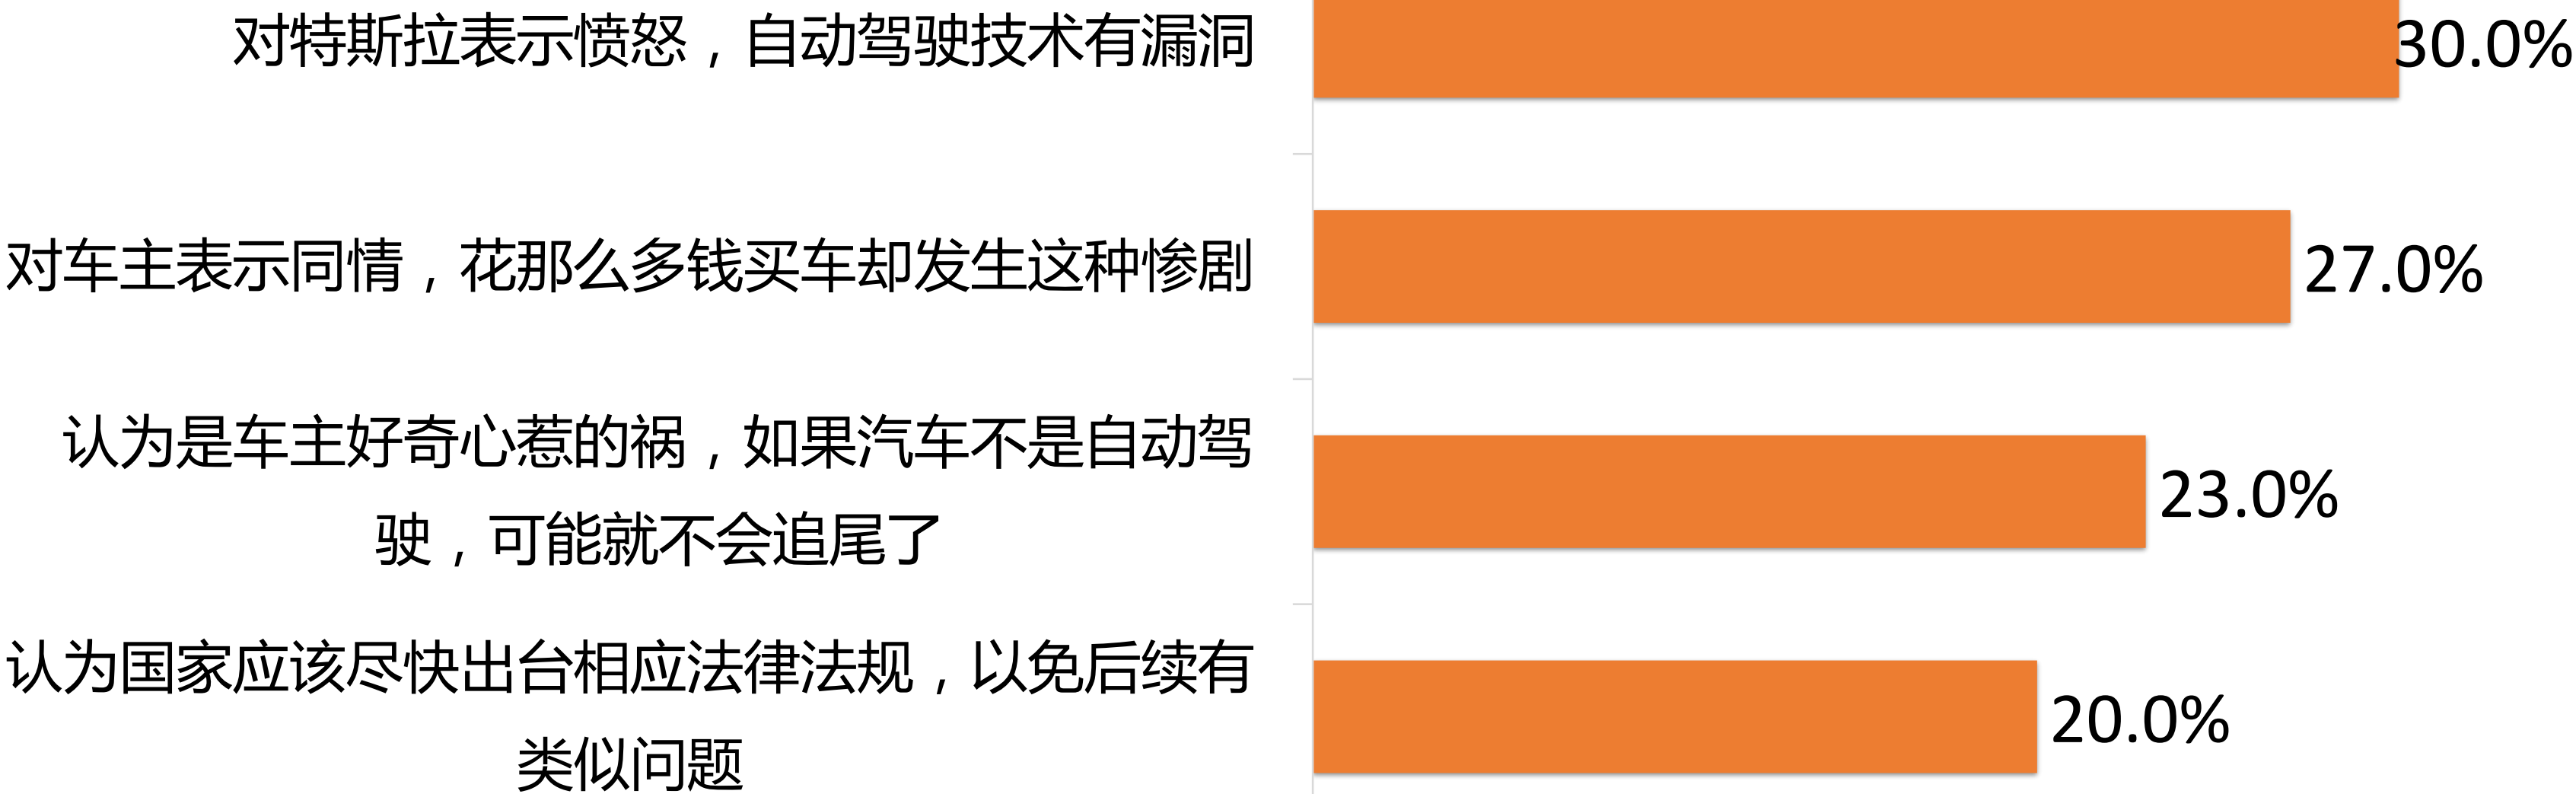 对特斯拉表示愤怒，自动驾驶技术有漏洞 30.0%
对车主表示同情，花那么多钱买车却发生这种惨剧 27.0%
认为是车主好奇心惹的祸，如果汽车不是自动驾
驶，可能就不会追尾了
23.0%
认为国家应该尽快出台相应法律法规，以免后续有
类似问题
20.0%